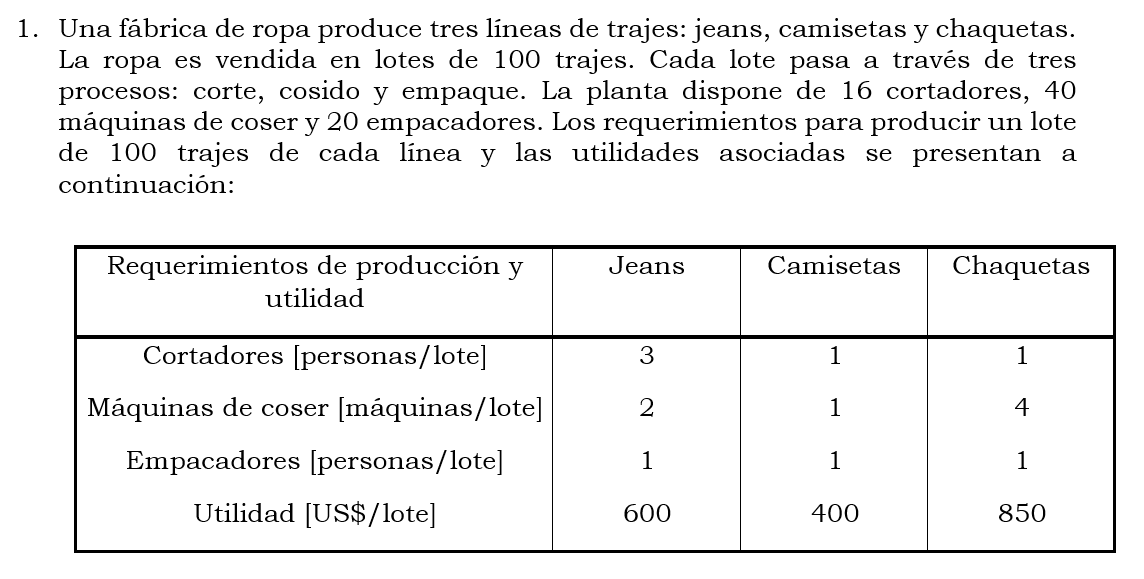 1. Una fábrica de ropa produce tres líneas de trajes: jeans, camisetas y chaquetas.
La ropa es vendida en lotes de 100 trajes. Cada lote pasa a través de tres
procesos: corte, cosido y empaque. La planta dispone de 16 cortadores, 40
máquinas de coser y 20 empacadores. Los requerimientos para producir un lote
de 100 trajes de cada línea y las utilidades asociadas se presentan a
continuación:
Requerimientos de producción y utilidad Jeans Camisetas Chaquetas
Cortadores [personas/lote] 3 1 1
Máquinas de coser [máquinas/lote] 2 1 4
Empacadores [personas/lote] 1 1 1
Utilidad [US$/lote] 600 400 850